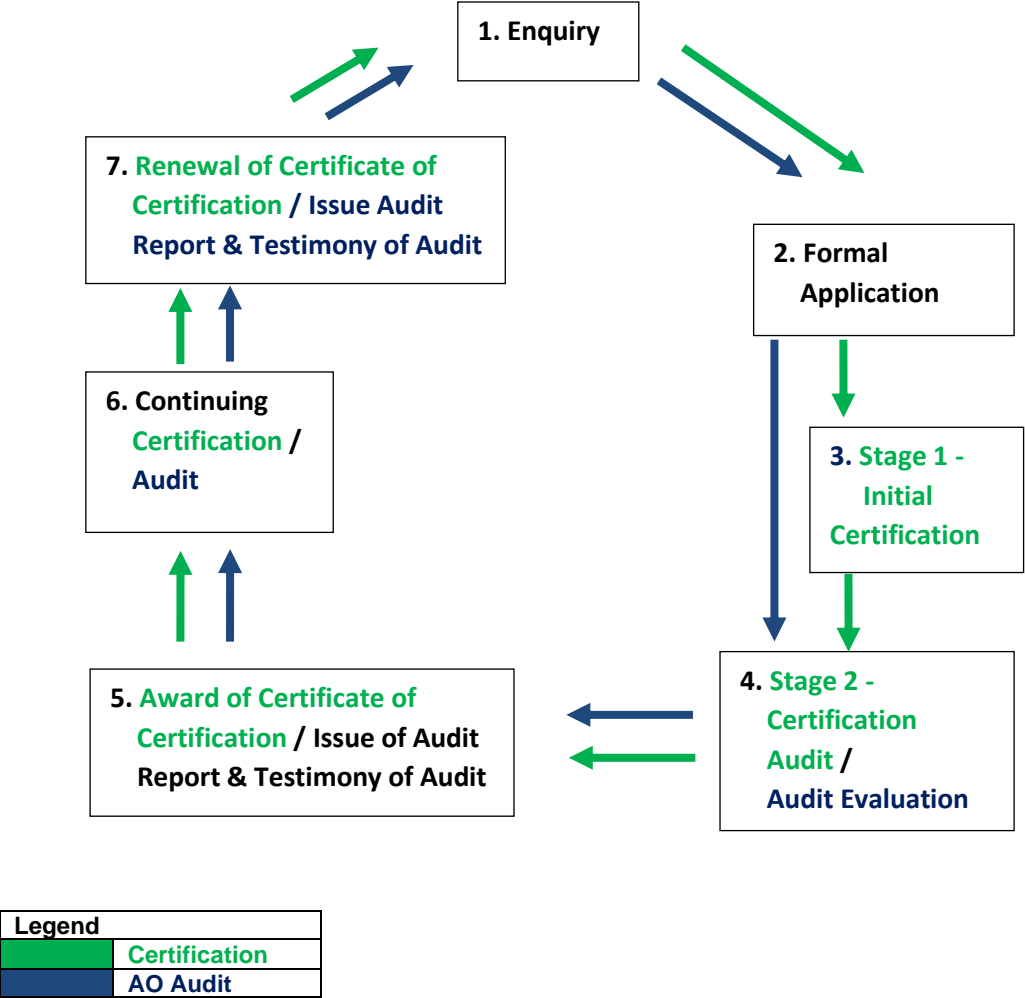 1. Enquiry
7. Renewal of Certificate of
Certification / Issue Audit
Report & Testimony of Audit
2. Formal
Application
6. Continuing
Certification /
Audit
3. Stage 1 -
Initial
Certification
5. Award of Certificate of
Certification / Issue of Audit
Report & Testimony of Audit
4. Stage 2 -
Certification
Audit /
Audit Evaluation
Legend
Certification
AO Audit